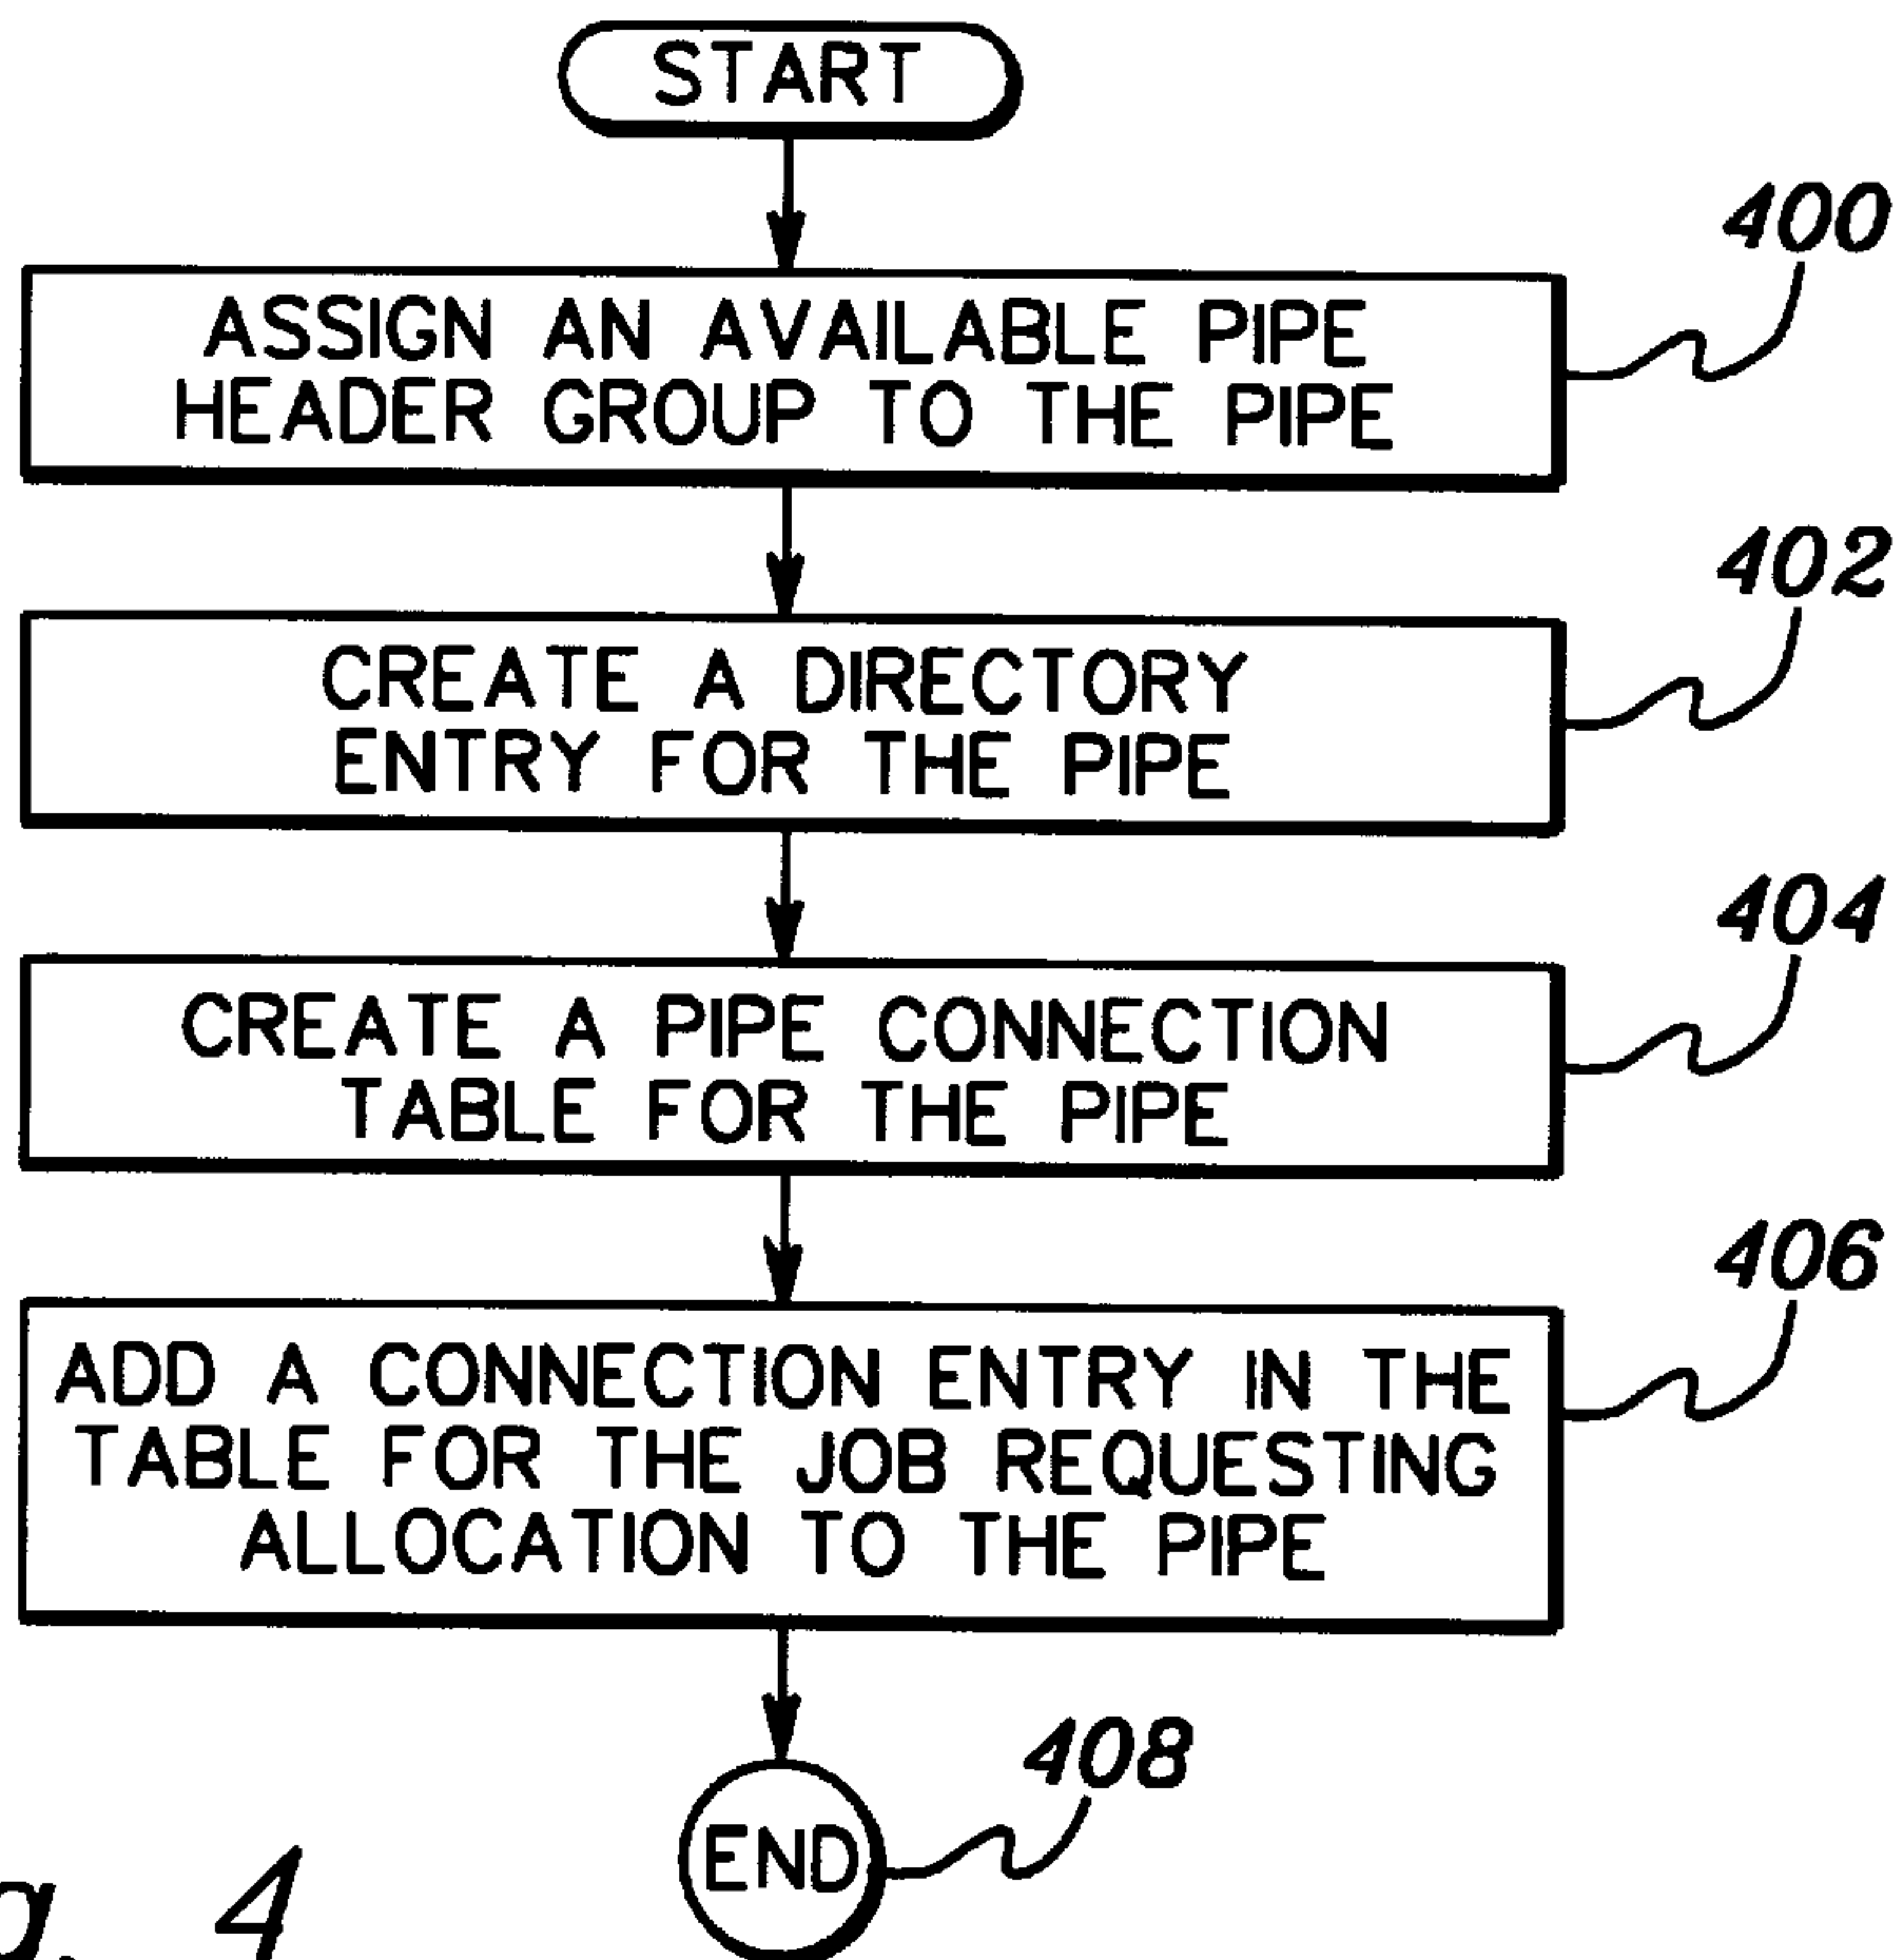 START
400
ASSIGN AN AVAILABLE PIPE
HEADER GROUP TO THE PIPE
402
CREATE A DIRECTORY
ENTRY FOR THE PIPE
404
CREATE A PIPE CONNECTION
TABLE FOR THE PIPE
406
ADD A CONNECTION ENTRY IN THE
TABLE FOR THE JOB REQUESTING
ALLOCATION TO THE PIPE
408
END
4